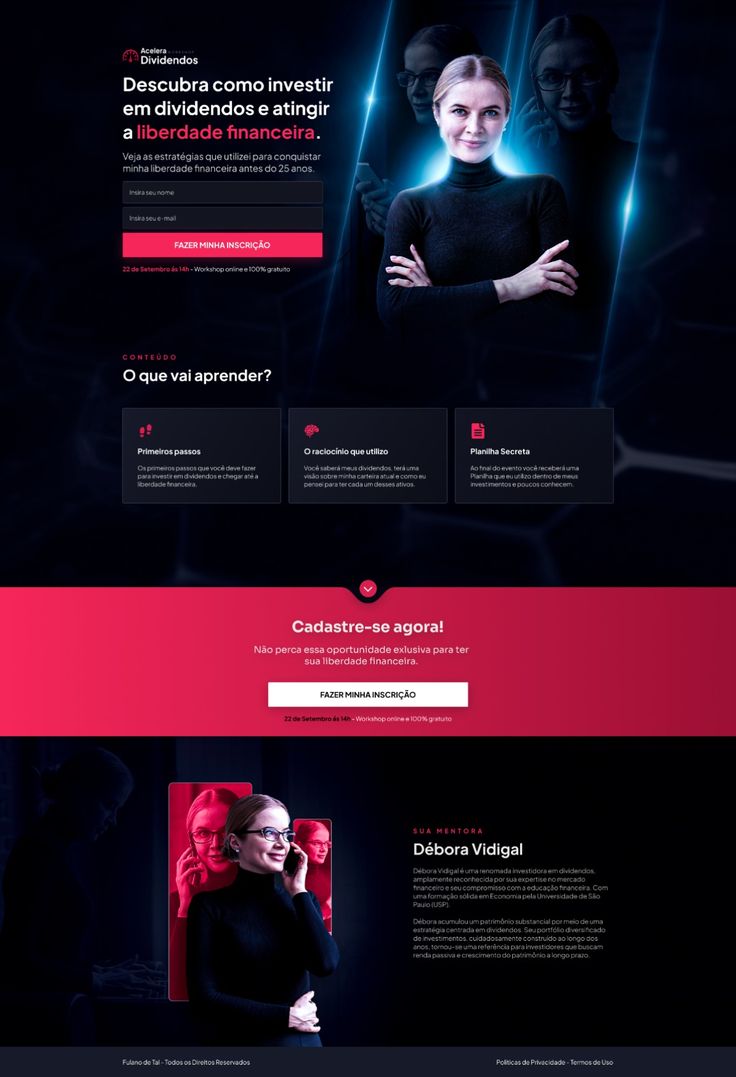 Acelera WORKSHOP
Dividendos
Descubra como investir
em dividendos e atingir
a liberdade financeira.
Veja as estratégias que utilizei para conquistar
minha liberdade financeira antes do 25 anos.
Insira seu nome
Insira seu e-mail
FAZER MINHA INSCRIÇÃO
22 de Setembro ás 14h - Workshop online e 100% gratuito
CONTEÚDO
O que vai aprender?
Primeiros passos
Os primeiros passos que você deve fazer
para investir em dividendos e chegar até a
liberdade financeira.
O raciocínio que utilizo
Você saberá meus dividendos, terá uma
visão sobre minha carteira atual e como eu
pensei para ter cada um desses ativos.
Planilha Secreta
Ao final do evento você receberá uma
Planilha que eu utilizo dentro de meus
investimentos e poucos conhecem.
Cadastre-se agora!
Não perca essa oportunidade exlusiva para ter
sua liberdade financeira.
FAZER MINHA INSCRIÇÃO
22 de Setembro ás 14h - Workshop online e 100% gratuito
SUA MENTORA
Débora Vidigal
Débora Vidigal é uma renomada investidora em dividendos,
amplamente reconhecida por sua expertise no mercado
financeiro e seu compromisso com a educação financeira. Com
uma formação sólida em Economia pela Universidade de São
Paulo (USP).
Débora acumulou um patrimônio substancial por meio de uma
estratégia centrada em dividendos. Seu portfólio diversificado
de investimentos, cuidadosamente construído ao longo dos
anos, tornou-se uma referência para investidores que buscam
renda passiva e crescimento do patrimônio a longo prazo.
Fulano de Tal - Todos os Direitos Reservados
Políticas de Privacidade - Termos de Uso